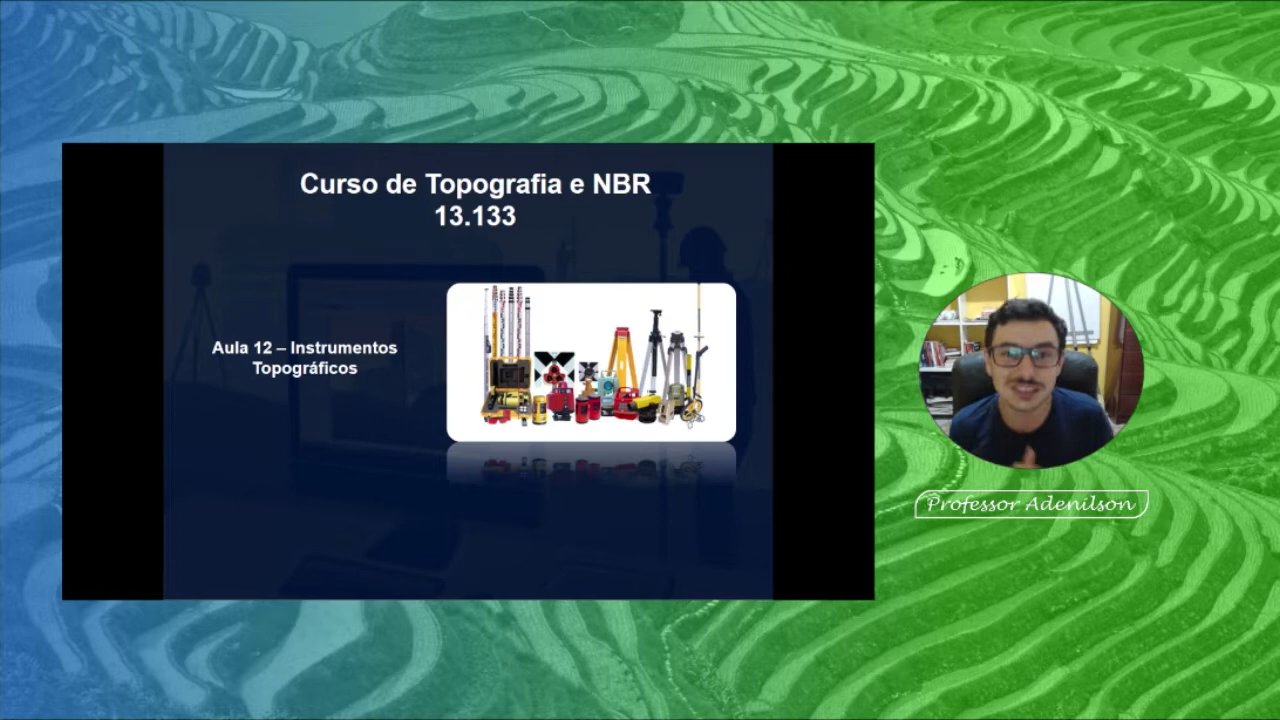 Curso de Topografia e NBR
13.133
Aula 12 – Instrumentos
Topográficos
Professor Adenilson